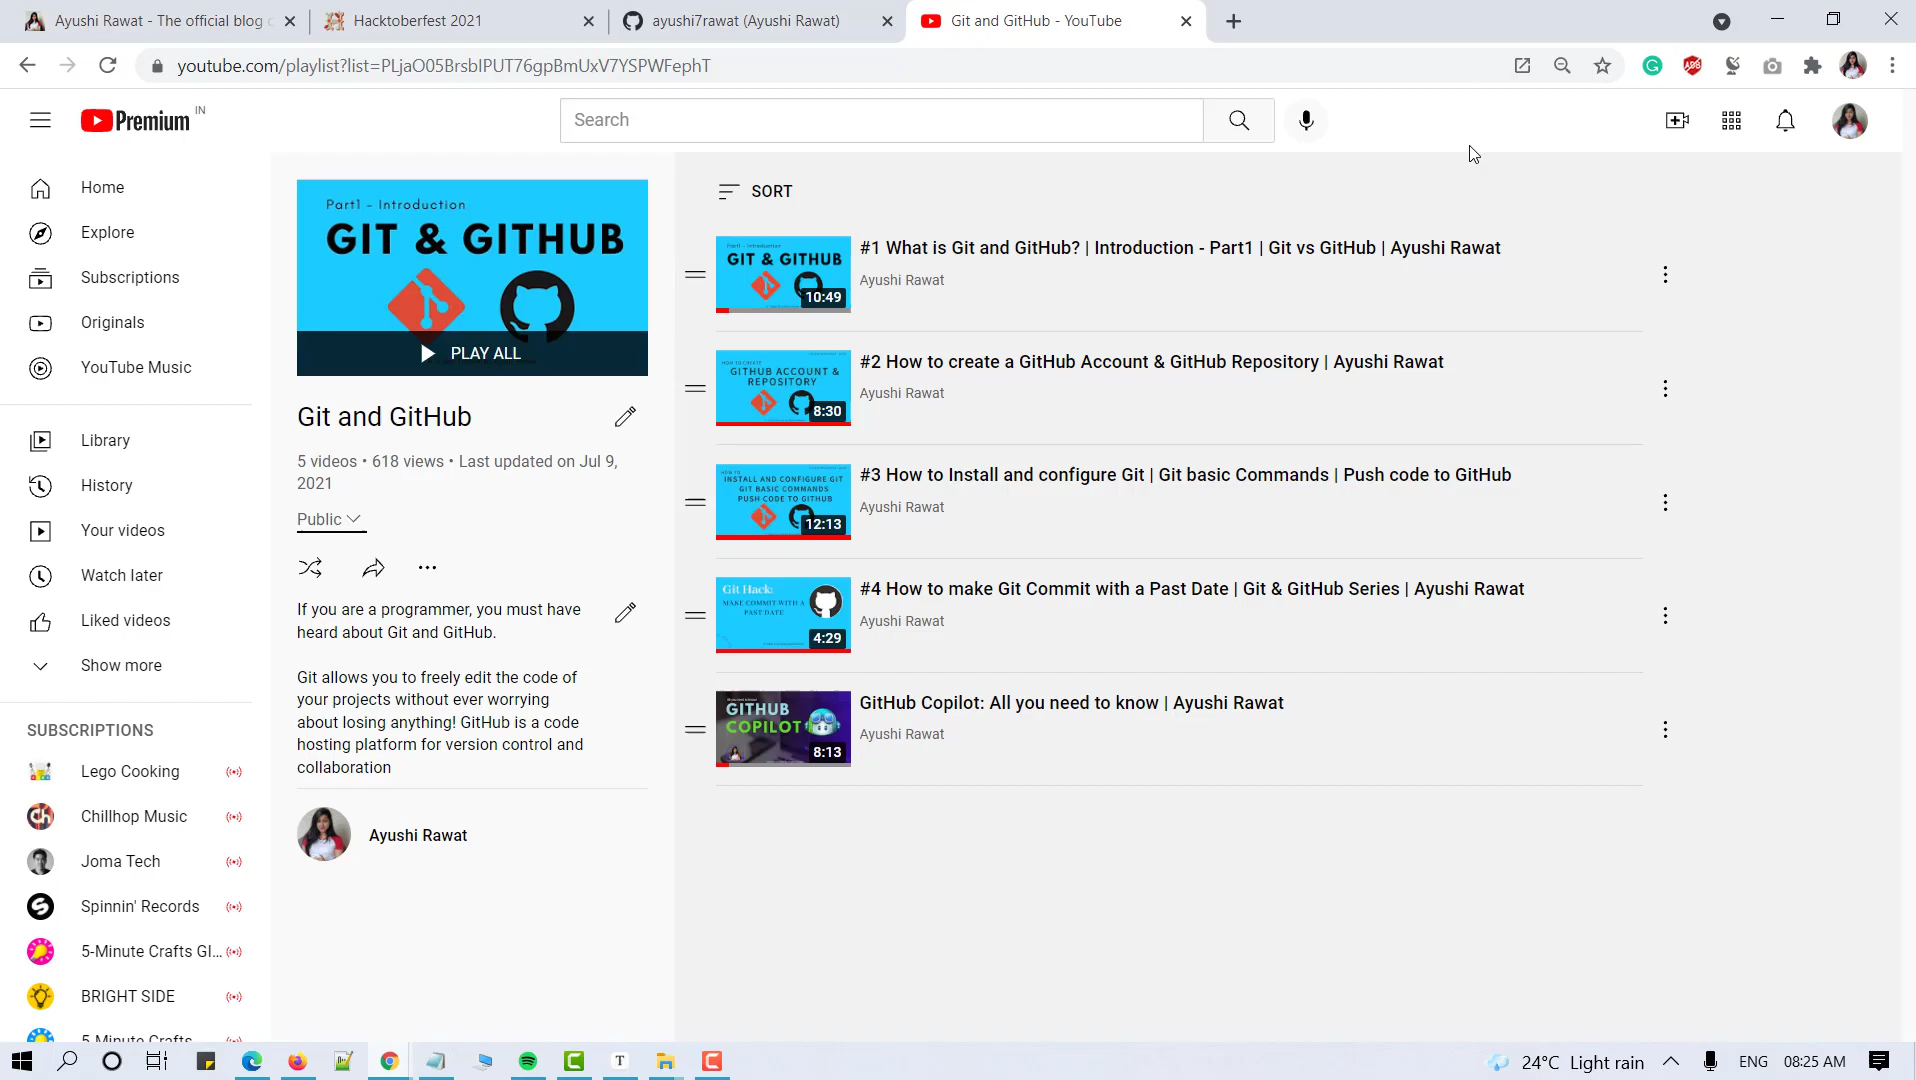 Ayushi Rawat - The official blog
Hacktoberfest 2021
ayushi7rawat (Ayushi Rawat)
Git and GitHub - YouTube
youtube.com/playlist?list=PLjaO05BrsbIPUT76gpBmUxV7YSPWFephT
Premium
IN
Search
Home
Explore
Subscriptions
Originals
YouTube Music
Library
History
Your videos
Watch later
Liked videos
Show more
SUBSCRIPTIONS
Lego Cooking
Chillhop Music
Joma Tech
Spinnin' Records
5-Minute Crafts GI...
BRIGHT SIDE
5-Minute Crafts
Part1 - Introduction
GIT & GITHUB
PLAY ALL
Git and GitHub
5 videos • 618 views • Last updated on Jul 9,
2021
Public
If you are a programmer, you must have
heard about Git and GitHub.
Git allows you to freely edit the code of
your projects without ever worrying
about losing anything! GitHub is a code
hosting platform for version control and
collaboration
Ayushi Rawat
SORT
Part1 - Introduction
GIT & GITHUB
10:49
#1 What is Git and GitHub? | Introduction - Part1 | Git vs GitHub | Ayushi Rawat
Ayushi Rawat
HOW TO CREATE
GITHUB ACCOUNT &
REPOSITORY
8:30
#2 How to create a GitHub Account & GitHub Repository | Ayushi Rawat
Ayushi Rawat
HOW TO
INSTALL AND CONFIGURE GIT
GIT BASIC COMMANDS
PUSH CODE TO GITHUB
12:13
#3 How to Install and configure Git | Git basic Commands | Push code to GitHub
Ayushi Rawat
Git Hack:
MAKE COMMIT WITH A
PAST DATE
4:29
#4 How to make Git Commit with a Past Date | Git & GitHub Series | Ayushi Rawat
Ayushi Rawat
GITHUB
COPILOT
8:13
GitHub Copilot: All you need to know | Ayushi Rawat
Ayushi Rawat
24°C Light rain
ENG
08:25 AM